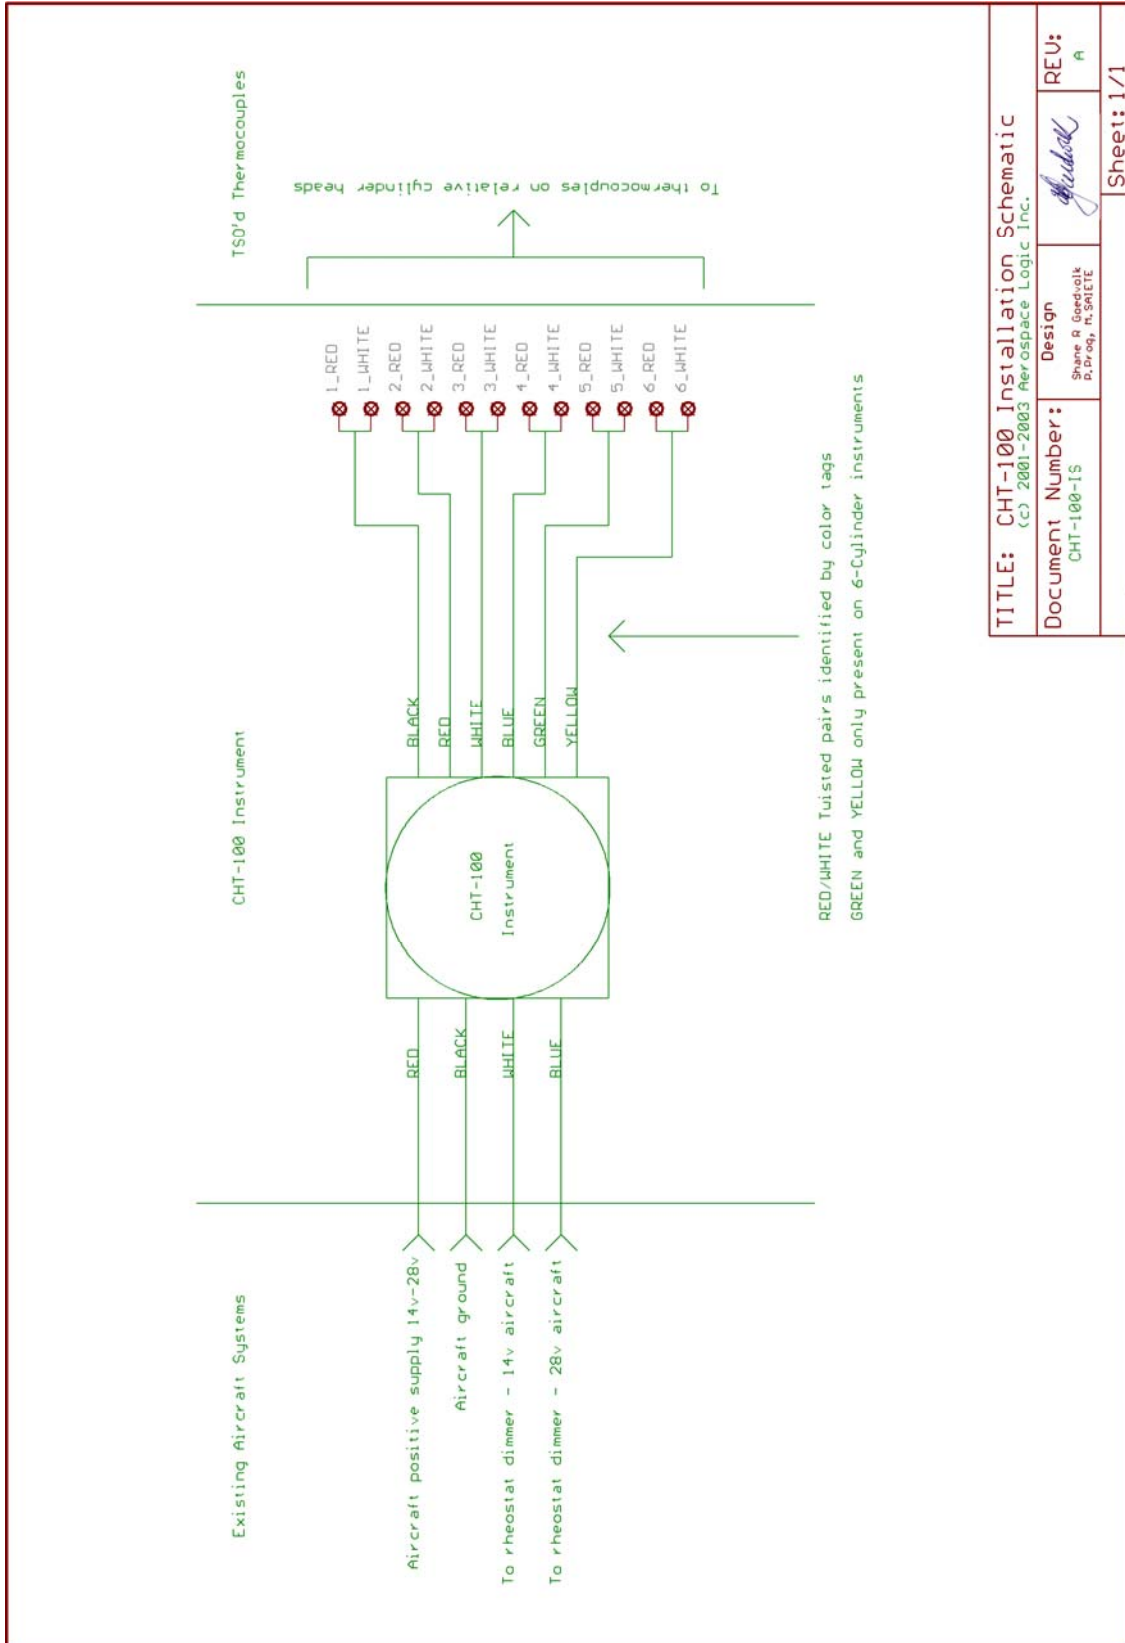 Existing Aircraft Systems
CHT-100 Instrument
TSO'd Thermocouples
Aircraft positive supply 14v-28v
Aircraft ground
To rheostat dimmer - 14v aircraft
To rheostat dimmer - 28v aircraft
RED
BLACK
WHITE
BLUE
CHT-100
Instrument
BLACK
RED
WHITE
BLUE
GREEN
YELLOW
1_RED
1_WHITE
2_RED
2_WHITE
3_RED
3_WHITE
4_RED
4_WHITE
5_RED
5_WHITE
6_RED
6_WHITE
To thermocouples on relative cylinder heads
RED/WHITE Twisted pairs identified by color tags
GREEN and YELLOW only present on 6-Cylinder instruments
TITLE: CHT-100 Installation Schematic
(c) 2001-2003 Aerospace Logic Inc.
Document Number:
CHT-100-IS
Design
Shane R Goedvolk
P.Prog, M.SAIETE
REV:
A
Sheet: 1/1